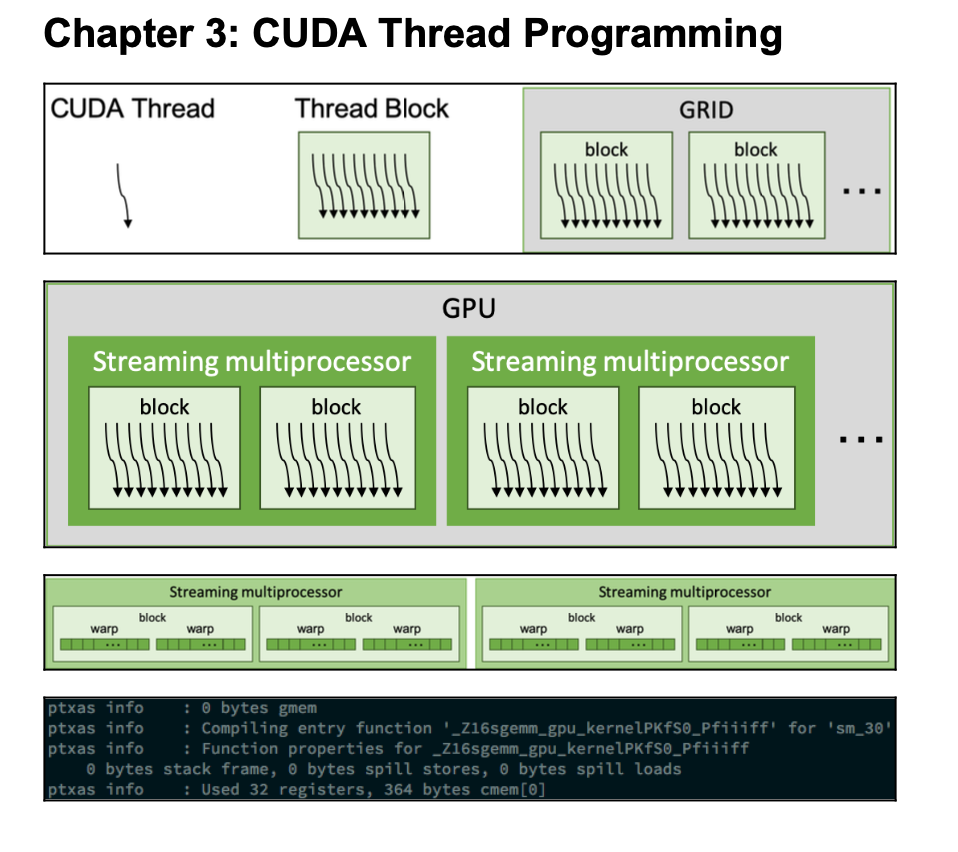 Chapter 3: CUDA Thread Programming
CUDA Thread
Thread Block
GRID
block
block
...
GPU
Streaming multiprocessor
Streaming multiprocessor
block
block
block
block
...
Streaming multiprocessor
Streaming multiprocessor
block
block
block
block
warp
warp
warp
warp
warp
warp
warp
warp
...
...
...
...
...
...
...
...
ptxas info    : 0 bytes gmem
ptxas info    : Compiling entry function '_Z16sgemm_gpu_kernelPKfS0_Pfiiiff' for 'sm_30'
ptxas info    : Function properties for _Z16sgemm_gpu_kernelPKfS0_Pfiiiff
    0 bytes stack frame, 0 bytes spill stores, 0 bytes spill loads
ptxas info    : Used 32 registers, 364 bytes cmem[0]